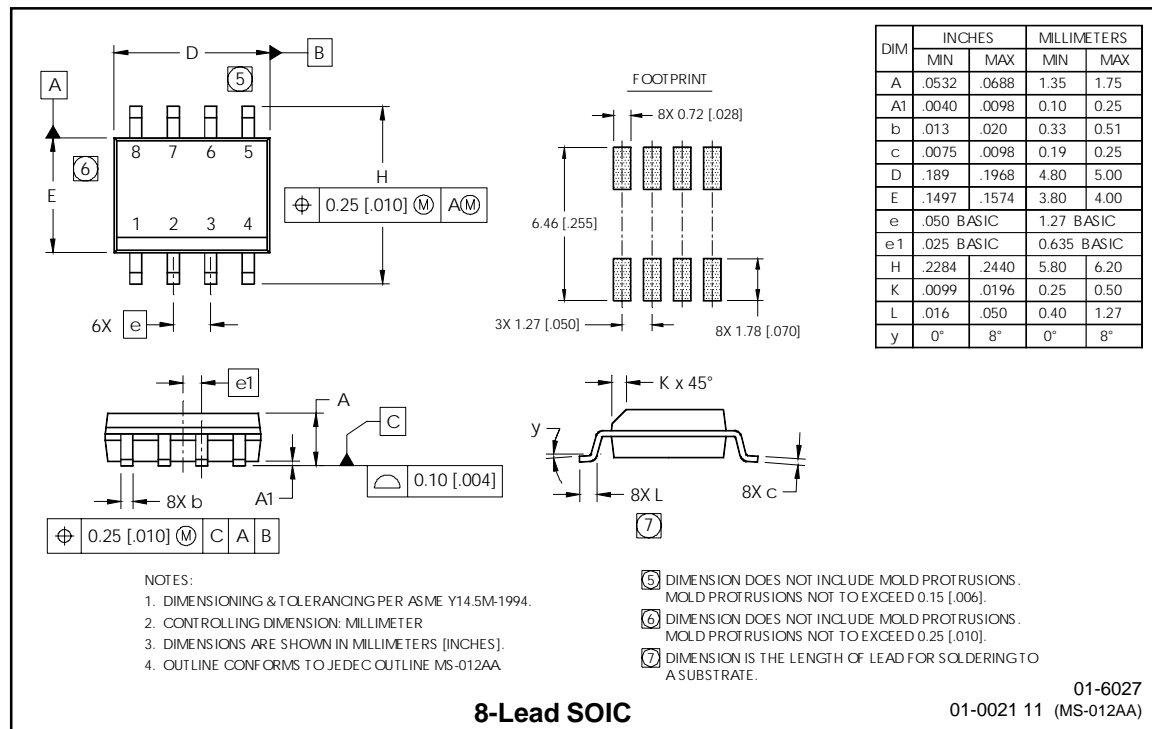 D
B
5
A
8 7 6 5
6
E
H
⌖ 0.25 [.010] Ⓜ AⓂ
1 2 3 4
6X e
FOOTPRINT
8X 0.72 [.028]
6.46 [.255]
3X 1.27 [.050]
8X 1.78 [.070]
DIM INCHES MILLIMETERS
MIN MAX MIN MAX
A .0532 .0688 1.35 1.75
A1 .0040 .0098 0.10 0.25
b .013 .020 0.33 0.51
c .0075 .0098 0.19 0.25
D .189 .1968 4.80 5.00
E .1497 .1574 3.80 4.00
e .050 BASIC 1.27 BASIC
e1 .025 BASIC 0.635 BASIC
H .2284 .2440 5.80 6.20
K .0099 .0196 0.25 0.50
L .016 .050 0.40 1.27
y 0° 8° 0° 8°
e1
A
C
0.10 [.004]
8X b
A1
⌖ 0.25 [.010] Ⓜ C A B
K x 45°
y
8X L
8X c
7
NOTES:
1. DIMENSIONING & TOLERANCING PER ASME Y14.5M-1994.
2. CONTROLLING DIMENSION: MILLIMETER
3. DIMENSIONS ARE SHOWN IN MILLIMETERS [INCHES].
4. OUTLINE CONFORMS TO JEDEC OUTLINE MS-012AA.
5 DIMENSION DOES NOT INCLUDE MOLD PROTRUSIONS.
MOLD PROTRUSIONS NOT TO EXCEED 0.15 [.006].
6 DIMENSION DOES NOT INCLUDE MOLD PROTRUSIONS.
MOLD PROTRUSIONS NOT TO EXCEED 0.25 [.010].
7 DIMENSION IS THE LENGTH OF LEAD FOR SOLDERING TO
A SUBSTRATE.
8-Lead SOIC
01-6027
01-0021 11 (MS-012AA)